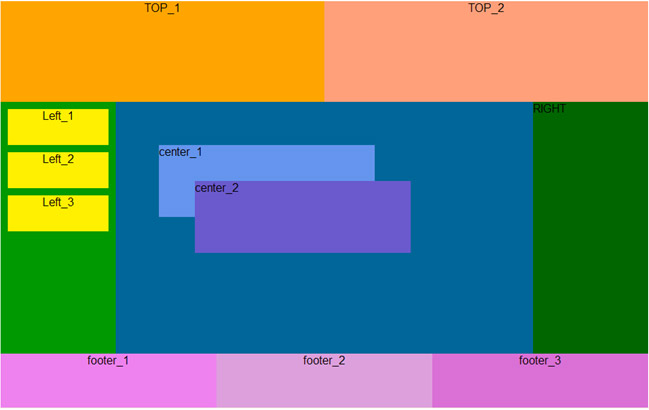 TOP_1
TOP_2
Left_1
Left_2
Left_3
center_1
center_2
RIGHT
footer_1
footer_2
footer_3